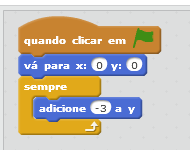 quando clicar em
vá para x: 0 y: 0
sempre
adicione -3 a y